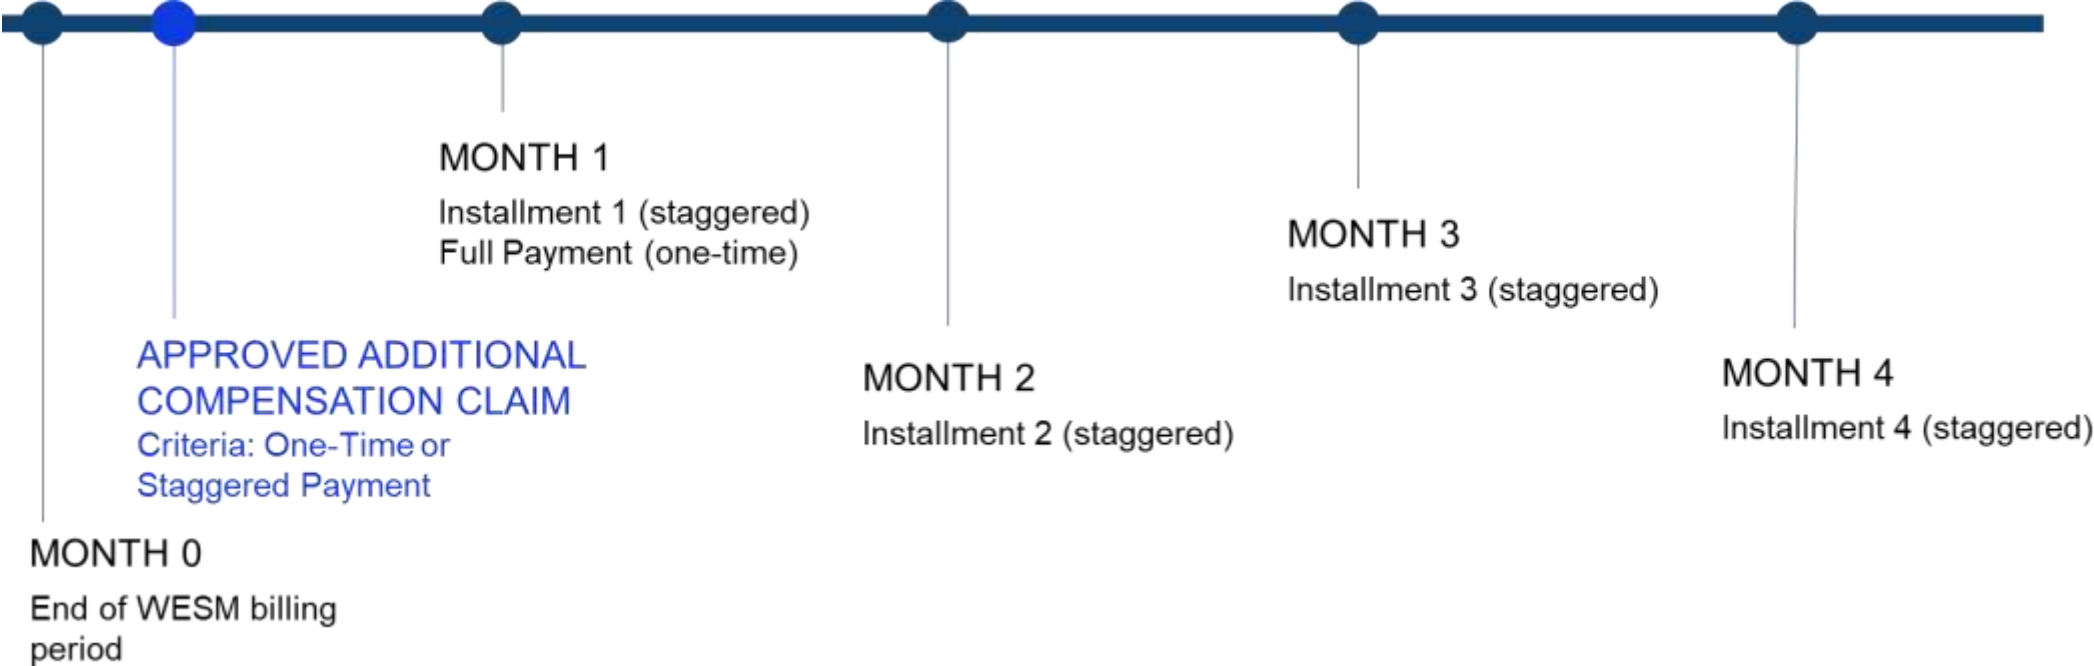 MONTH 0
End of WESM billing
period
APPROVED ADDITIONAL
COMPENSATION CLAIM
Criteria: One-Time or
Staggered Payment
MONTH 1
Installment 1 (staggered)
Full Payment (one-time)
MONTH 2
Installment 2 (staggered)
MONTH 3
Installment 3 (staggered)
MONTH 4
Installment 4 (staggered)